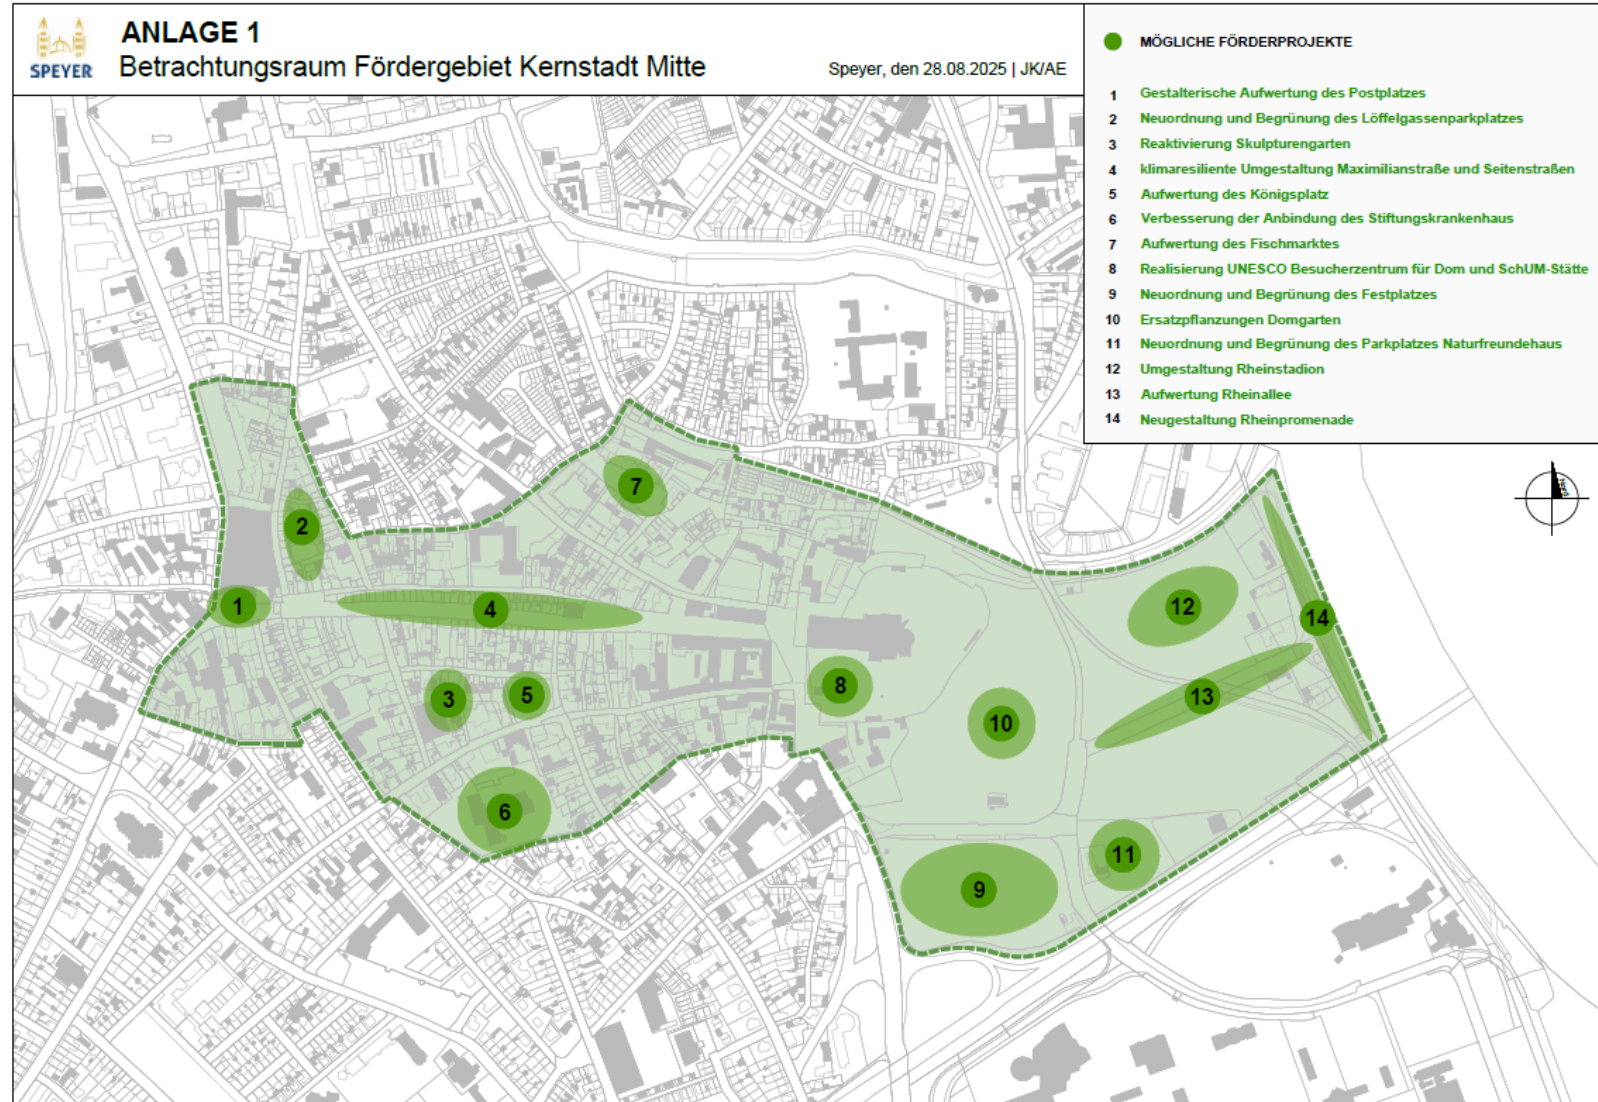 SPEYER
ANLAGE 1
Betrachtungsraum Fördergebiet Kernstadt Mitte
Speyer, den 28.08.2025 | JK/AE
MÖGLICHE FÖRDERPROJEKTE
1 Gestalterische Aufwertung des Postplatzes
2 Neuordnung und Begrünung des Löffelgassenparkplatzes
3 Reaktivierung Skulpturengarten
4 klimaresiliente Umgestaltung Maximilianstraße und Seitenstraßen
5 Aufwertung des Königsplatz
6 Verbesserung der Anbindung des Stiftungskrankenhaus
7 Aufwertung des Fischmarktes
8 Realisierung UNESCO Besucherzentrum für Dom und SchUM-Stätte
9 Neuordnung und Begrünung des Festplatzes
10 Ersatzpflanzungen Domgarten
11 Neuordnung und Begrünung des Parkplatzes Naturfreundehaus
12 Umgestaltung Rheinstadion
13 Aufwertung Rheinallee
14 Neugestaltung Rheinpromenade
Nord
7
2
1
4
12
14
3
5
8
13
10
6
11
9